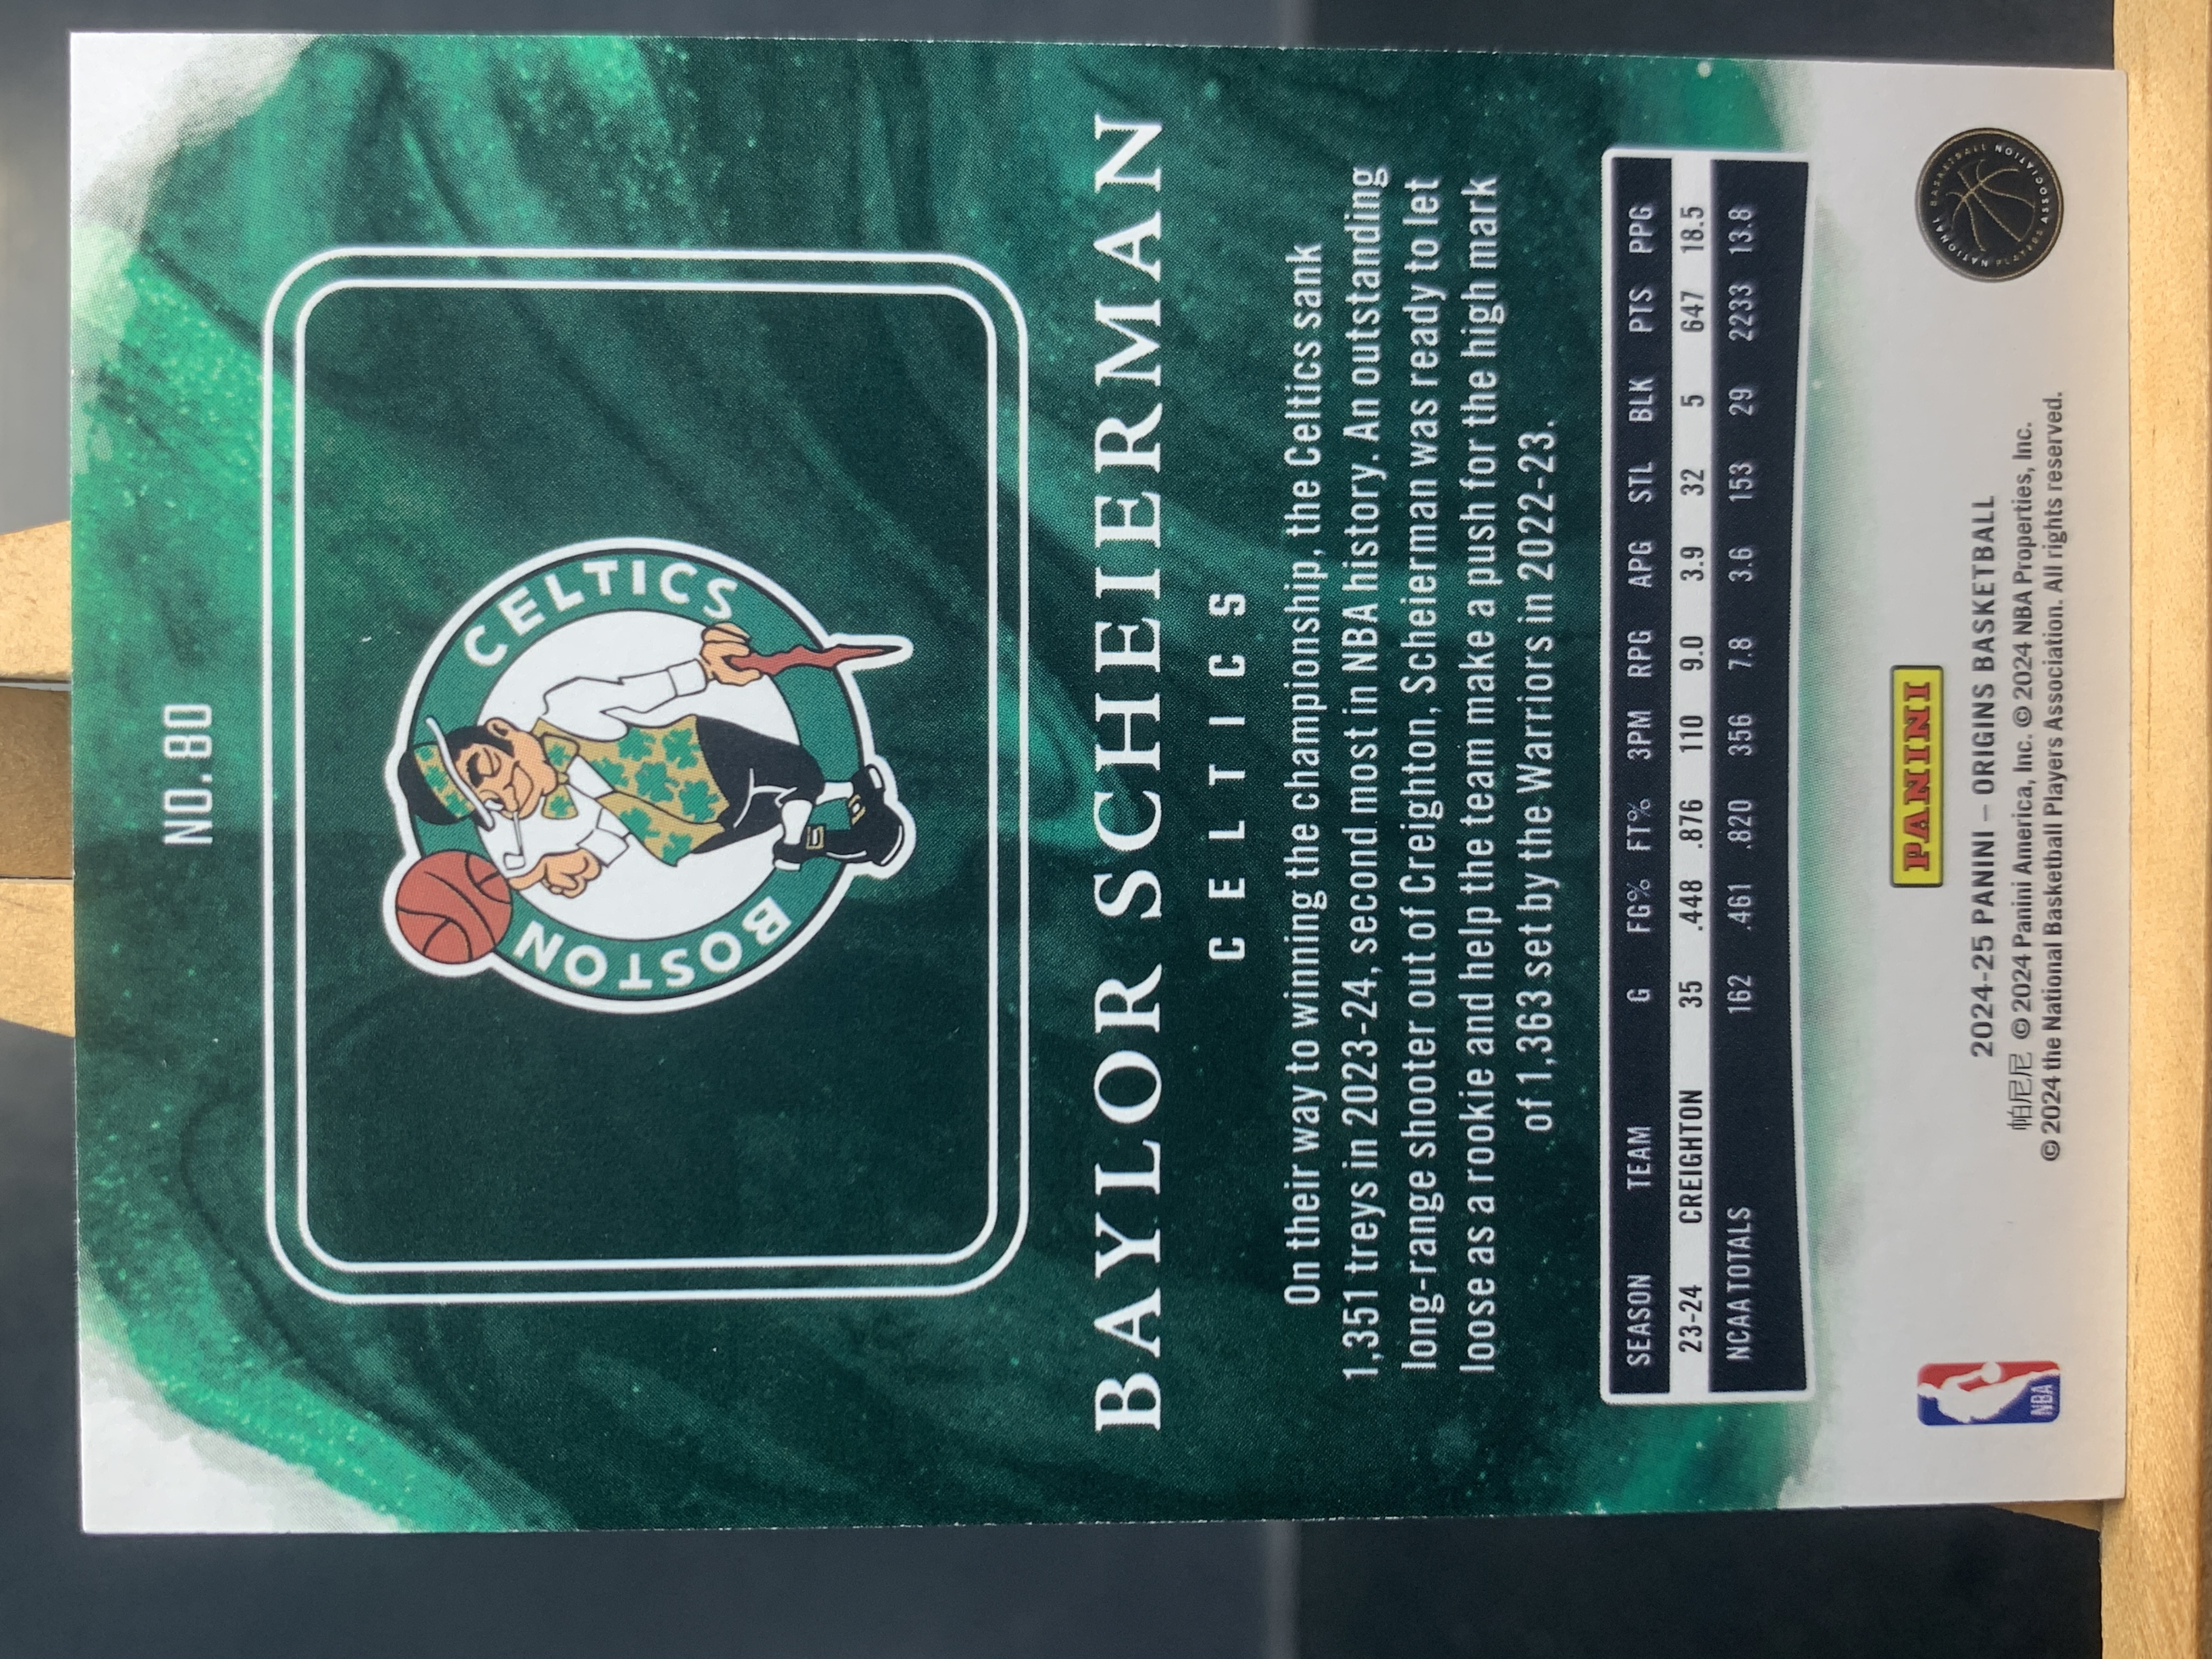 NO. 80
BOSTON CELTICS
BAYLOR SCHEIERMAN
CELTICS
On their way to winning the championship, the Celtics sank
1,351 treys in 2023-24, second most in NBA history. An outstanding
long-range shooter out of Creighton, Scheierman was ready to let
loose as a rookie and help the team make a push for the high mark
of 1,363 set by the Warriors in 2022-23.
SEASON TEAM G FG% FT% 3PM RPG APG STL BLK PTS PPG
23-24 CREIGHTON 35 .448 .876 110 9.0 3.9 32 5 647 18.5
NCAA TOTALS 162 .461 .820 356 7.8 3.6 153 29 2233 13.8
PANINI
NBA
2024-25 PANINI – ORIGINS BASKETBALL
帕尼尼 © 2024 Panini America, Inc. © 2024 NBA Properties, Inc.
© 2024 the National Basketball Players Association. All rights reserved.
NATIONAL BASKETBALL PLAYERS ASSOCIATION